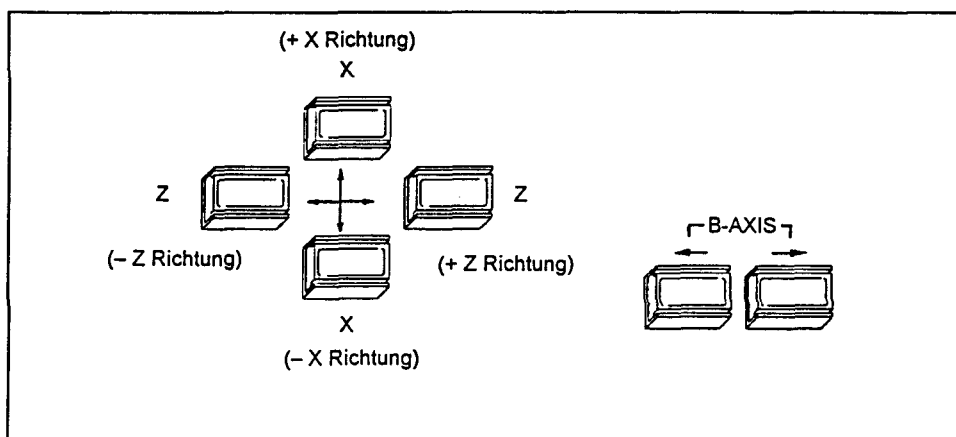 (+ X Richtung)
X
Z
Z
(– Z Richtung)
(+ Z Richtung)
B-AXIS
X
(– X Richtung)